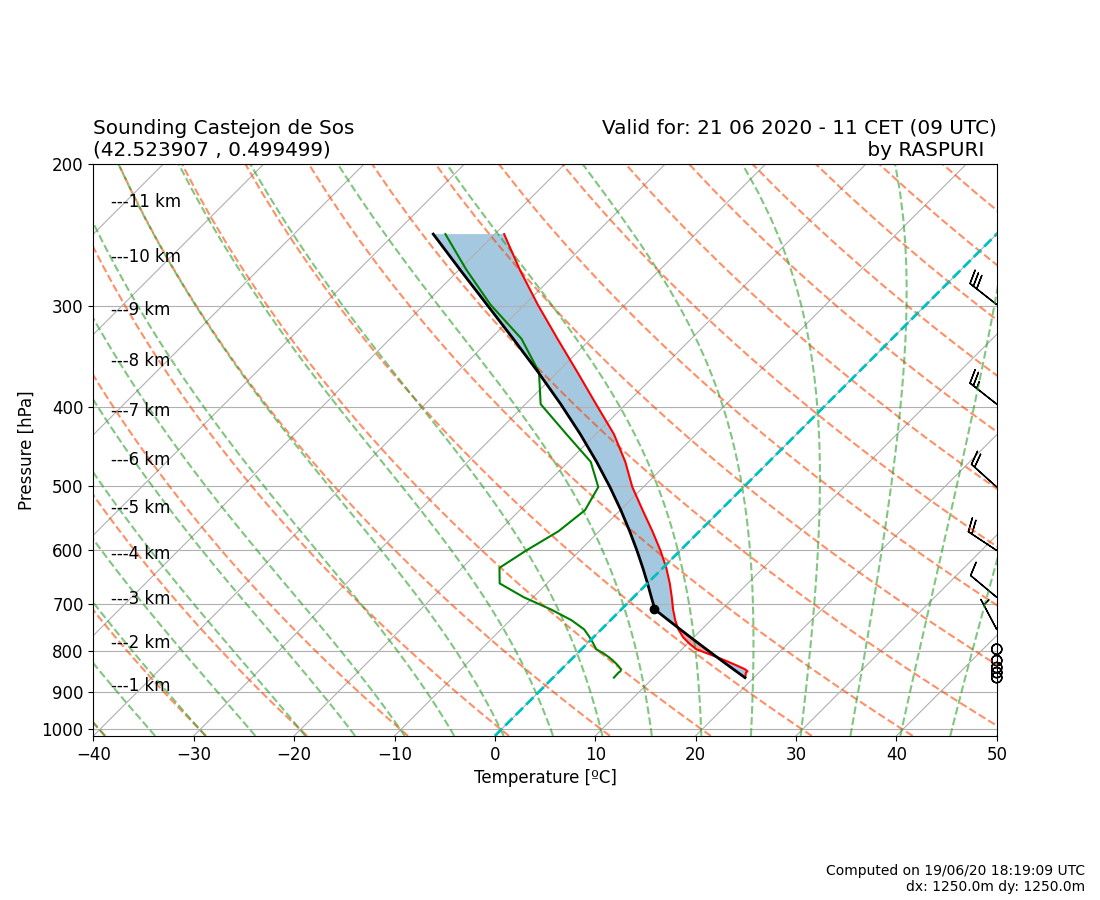 Sounding Castejon de Sos
(42.523907 , 0.499499)
Valid for: 21 06 2020 - 11 CET (09 UTC)
by RASPURI
200
300
400
500
600
700
800
900
1000
Pressure [hPa]
---11 km
---10 km
---9 km
---8 km
---7 km
---6 km
---5 km
---4 km
---3 km
---2 km
---1 km
−40 −30 −20 −10 0 10 20 30 40 50
Temperature [ºC]
Computed on 19/06/20 18:19:09 UTC
dx: 1250.0m dy: 1250.0m